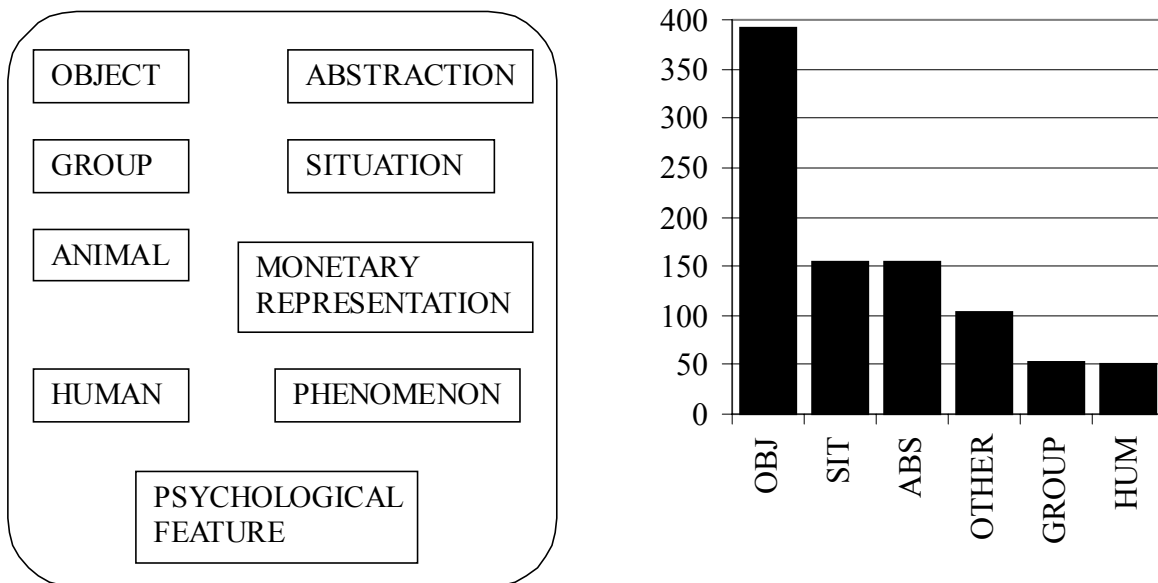 OBJECT
ABSTRACTION
GROUP
SITUATION
ANIMAL
MONETARY
REPRESENTATION
HUMAN
PHENOMENON
PSYCHOLOGICAL
FEATURE
400
350
300
250
200
150
100
50
0
OBJ
SIT
ABS
OTHER
GROUP
HUM